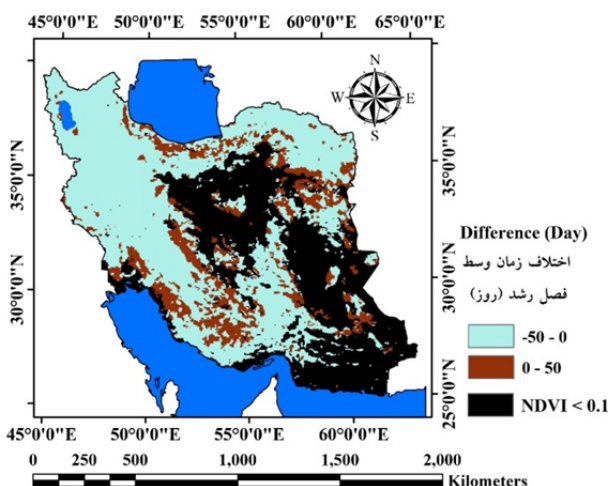 45°0'0"E 50°0'0"E 55°0'0"E 60°0'0"E 65°0'0"E
N
W E
S
35°0'0"N
30°0'0"N
35°0'0"N
30°0'0"N
25°0'0"N
Difference (Day)
اختلاف زمان وسط
فصل رشد (روز)
-50 - 0
0 - 50
NDVI < 0.1
45°0'0"E 50°0'0"E 55°0'0"E 60°0'0"E
0 250 500 1,000 1,500 2,000
Kilometers